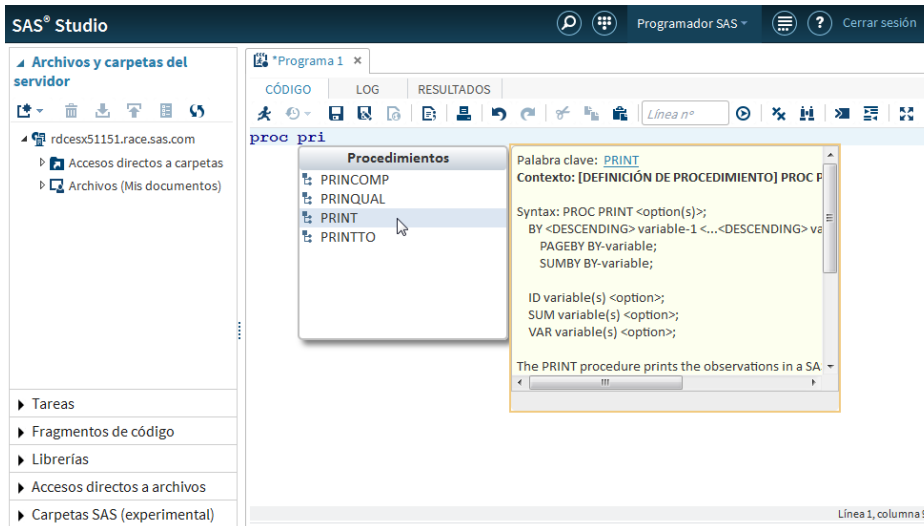 SAS® Studio
Programador SAS
Cerrar sesión
Archivos y carpetas del
servidor
rdcesx51151.race.sas.com
Accesos directos a carpetas
Archivos (Mis documentos)
Tareas
Fragmentos de código
Librerías
Accesos directos a archivos
Carpetas SAS (experimental)
*Programa 1
CÓDIGO LOG RESULTADOS
Línea nº
proc pri
Procedimientos
PRINCOMP
PRINQUAL
PRINT
PRINTTO
Palabra clave: PRINT
Contexto: [DEFINICIÓN DE PROCEDIMIENTO] PROC P
Syntax: PROC PRINT <option(s)>;
BY <DESCENDING> variable-1 <...<DESCENDING> va
PAGEBY BY-variable;
SUMBY BY-variable;
ID variable(s) <option>;
SUM variable(s) <option>;
VAR variable(s) <option>;
The PRINT procedure prints the observations in a SA
Línea 1, columna